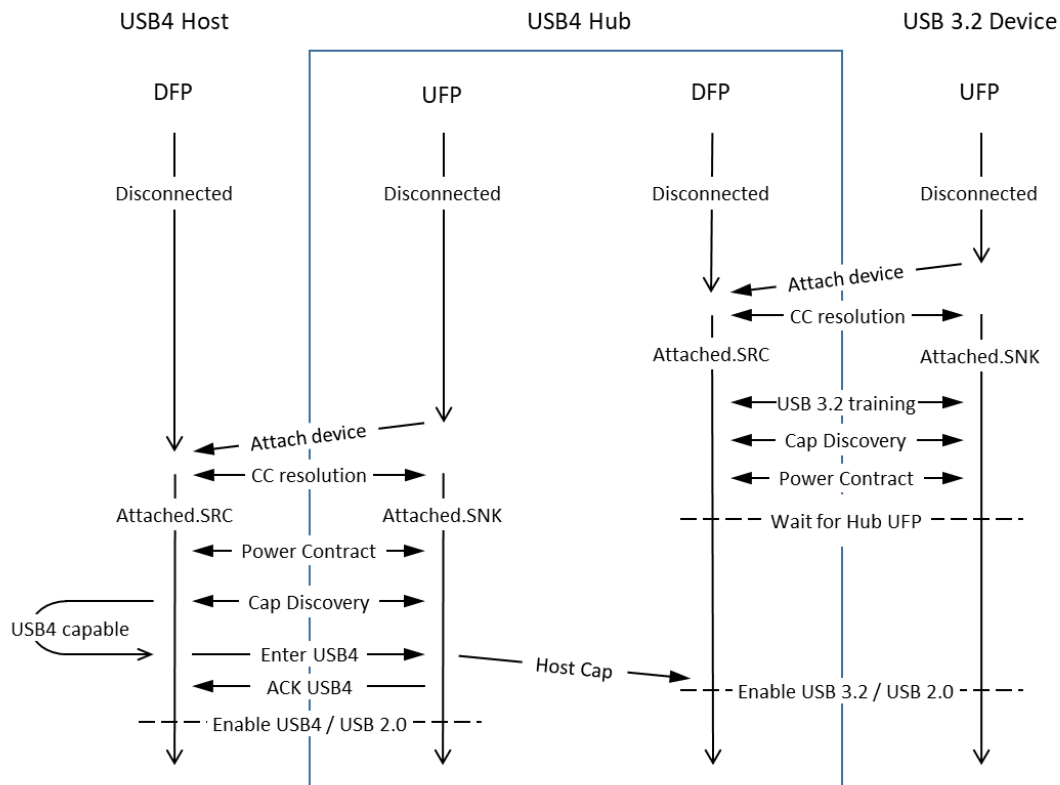 USB4 Host
USB4 Hub
USB 3.2 Device
DFP
UFP
DFP
UFP
Disconnected
Disconnected
Disconnected
Disconnected
Attach device
CC resolution
Attached.SRC
Attached.SNK
USB 3.2 training
Attach device
Cap Discovery
CC resolution
Power Contract
Attached.SRC
Attached.SNK
Wait for Hub UFP
Power Contract
Cap Discovery
USB4 capable
Enter USB4
Host Cap
ACK USB4
Enable USB 3.2 / USB 2.0
Enable USB4 / USB 2.0